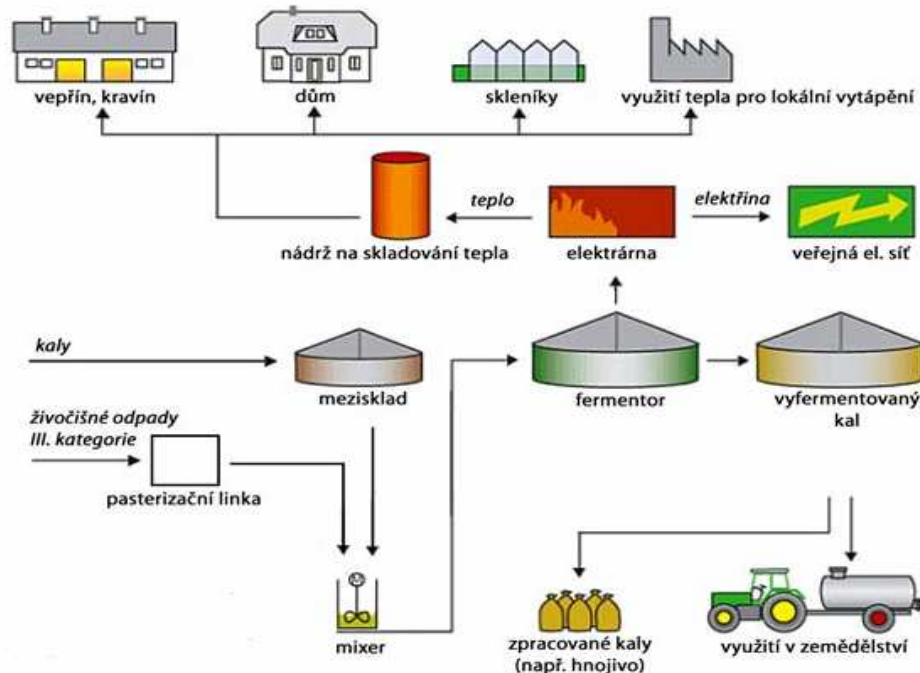 vepřín, kravín
dům
skleníky
využití tepla pro lokální vytápění
teplo
elektřina
nádrž na skladování tepla
elektrárna
veřejná el. síť
kaly
mezisklad
fermentor
vyfermentovaný
kal
živočišné odpady
III. kategorie
pasterizační linka
mixer
zpracované kaly
(např. hnojivo)
využití v zemědělství